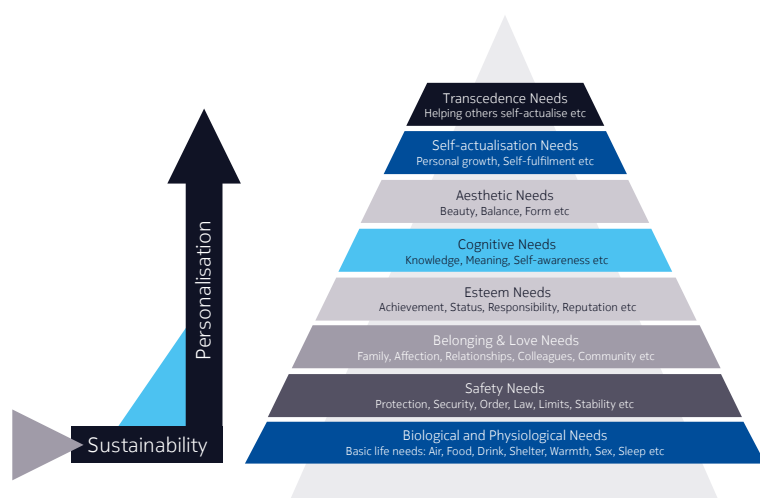 Transcedence Needs
Helping others self-actualise etc
Self-actualisation Needs
Personal growth, Self-fulfilment etc
Aesthetic Needs
Beauty, Balance, Form etc
Cognitive Needs
Knowledge, Meaning, Self-awareness etc
Esteem Needs
Achievement, Status, Responsibility, Reputation etc
Belonging & Love Needs
Family, Affection, Relationships, Colleagues, Community etc
Safety Needs
Protection, Security, Order, Law, Limits, Stability etc
Biological and Physiological Needs
Basic life needs: Air, Food, Drink, Shelter, Warmth, Sex, Sleep etc
Personalisation
Sustainability